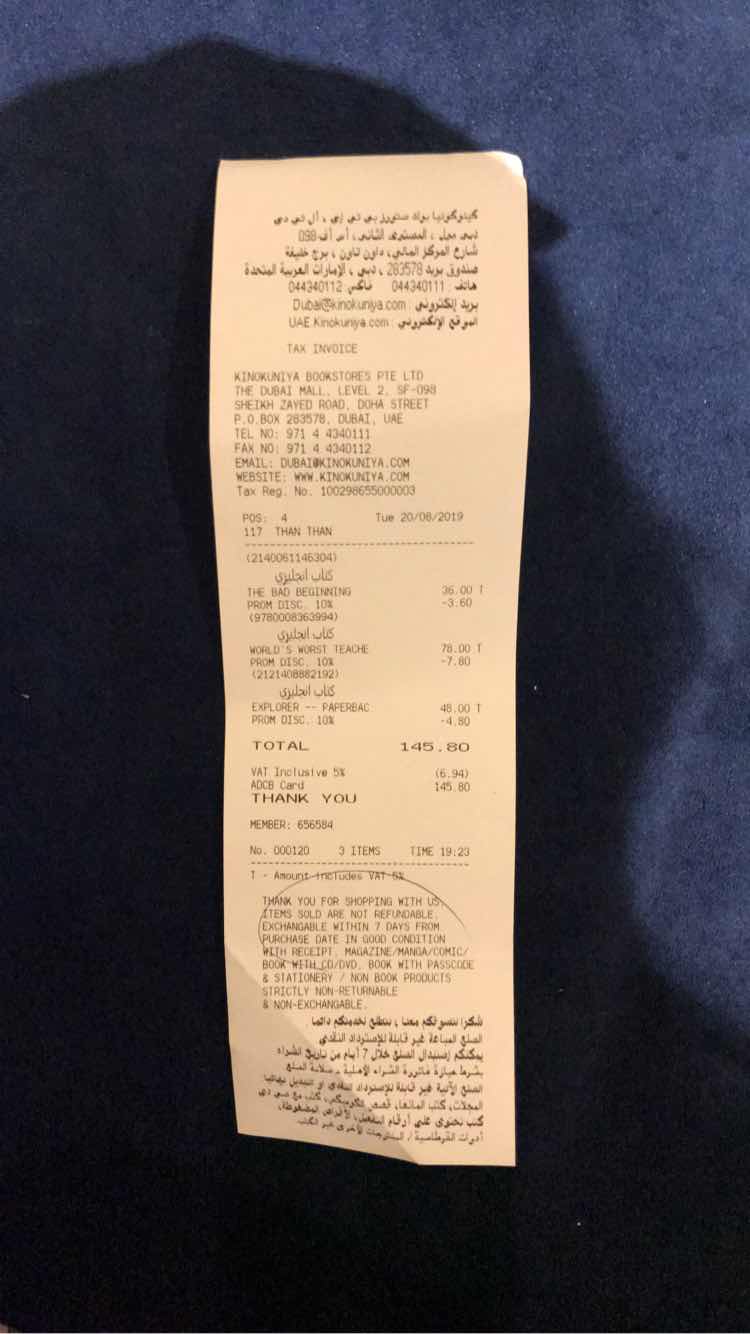 كينوكونيا بوك ستورز بي تي إي ، أل تي دي
دبي مول ، المستوى الثاني، أس أف 098
شارع المركز المالي، داون تاون ، برج خليفة
صندوق بريد 283578 ، دبي ، الإمارات العربية المتحدة
هاتف : 044340111 فاكس: 044340112
بريد إلكتروني : Dubai@kinokuniya.com
الموقع الإلكتروني : UAE.Kinokuniya.com
TAX INVOICE
KINOKUNIYA BOOKSTORES PTE LTD
THE DUBAI MALL, LEVEL 2, SF-098
SHEIKH ZAYED ROAD, DOHA STREET
P.O.BOX 283578, DUBAI, UAE
TEL NO: 971 4 4340111
FAX NO: 971 4 4340112
EMAIL: DUBAI@KINOKUNIYA.COM
WEBSITE: WWW.KINOKUNIYA.COM
Tax Reg. No. 100298655000003
POS: 4 Tue 20/08/2019
117 THAN THAN
(2140061146304)
كتاب انجليزي
THE BAD BEGINNING 36.00 T
PROM DISC. 10% -3.60
(9780008363994)
كتاب انجليزي
WORLD'S WORST TEACHE 78.00 T
PROM DISC. 10% -7.80
(2121408882192)
كتاب انجليزي
EXPLORER -- PAPERBAC 48.00 T
PROM DISC. 10% -4.80
TOTAL 145.80
VAT Inclusive 5% (6.94)
ADCB Card 145.80
THANK YOU
MEMBER: 656584
No. 000120 3 ITEMS TIME 19:23
T - Amount includes VAT 5%
THANK YOU FOR SHOPPING WITH US.
ITEMS SOLD ARE NOT REFUNDABLE.
EXCHANGABLE WITHIN 7 DAYS FROM
PURCHASE DATE IN GOOD CONDITION
WITH RECEIPT. MAGAZINE/MANGA/COMIC/
BOOK WITH CD/DVD, BOOK WITH PASSCODE
& STATIONERY / NON BOOK PRODUCTS
STRICTLY NON-RETURNABLE
& NON-EXCHANGABLE.
شكرا لتسوقكم معنا ، نتطلع لخدمتكم دائما
الصلع المباعة غير قابلة للإسترداد النقدي
يمكنكم إستبدال السلع خلال 7 أيام من تاريخ الشراء
بشرط حيازة فاتورة الشراء الأصلية ، سلامة السلع
السلع الآتية غير قابلة للإسترداد النقدي او التبديل نهائيا
المجلات، كتب المانغا، قصص الكوميكس، كتب مع سي دي
كتب تحتوي على أرقام التفعيل، الأقراص المضغوطة،
أدوات القرطاسية / المنتوجات الأخرى غير الكتب.